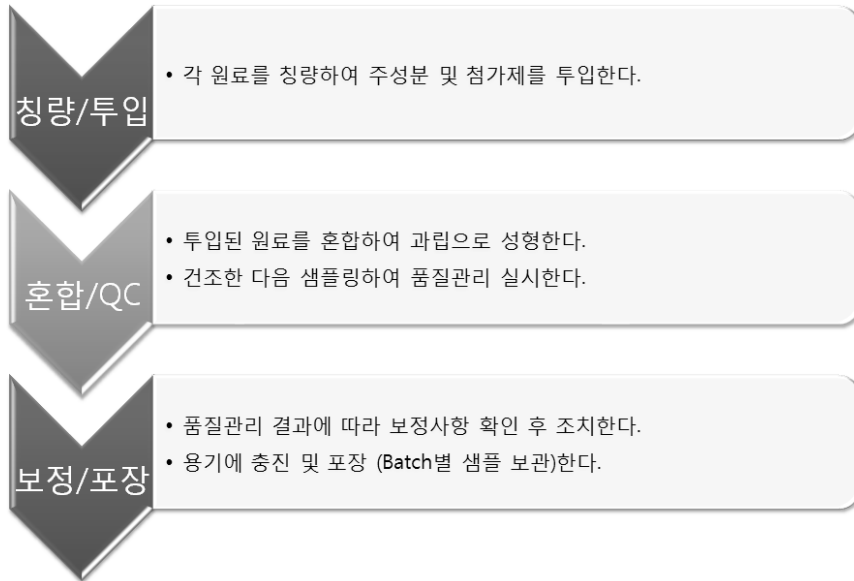 칭량/투입
• 각 원료를 칭량하여 주성분 및 첨가제를 투입한다.
혼합/QC
• 투입된 원료를 혼합하여 과립으로 성형한다.
• 건조한 다음 샘플링하여 품질관리 실시한다.
보정/포장
• 품질관리 결과에 따라 보정사항 확인 후 조치한다.
• 용기에 충진 및 포장 (Batch별 샘플 보관)한다.